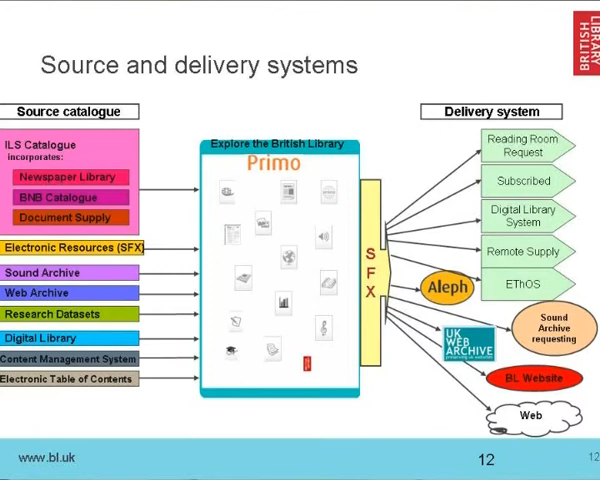 BRITISH
LIBRARY
Source and delivery systems
Source catalogue
Delivery system
ILS Catalogue
incorporates:
Newspaper Library
BNB Catalogue
Document Supply
Electronic Resources (SFX)
Sound Archive
Web Archive
Research Datasets
Digital Library
Content Management System
Electronic Table of Contents
Explore the British Library
Primo
S
F
X
Reading Room
Request
Subscribed
Digital Library
System
Remote Supply
EThOS
Aleph
Sound
Archive
requesting
UK
WEB
ARCHIVE
BL Website
Web
www.bl.uk
12
12